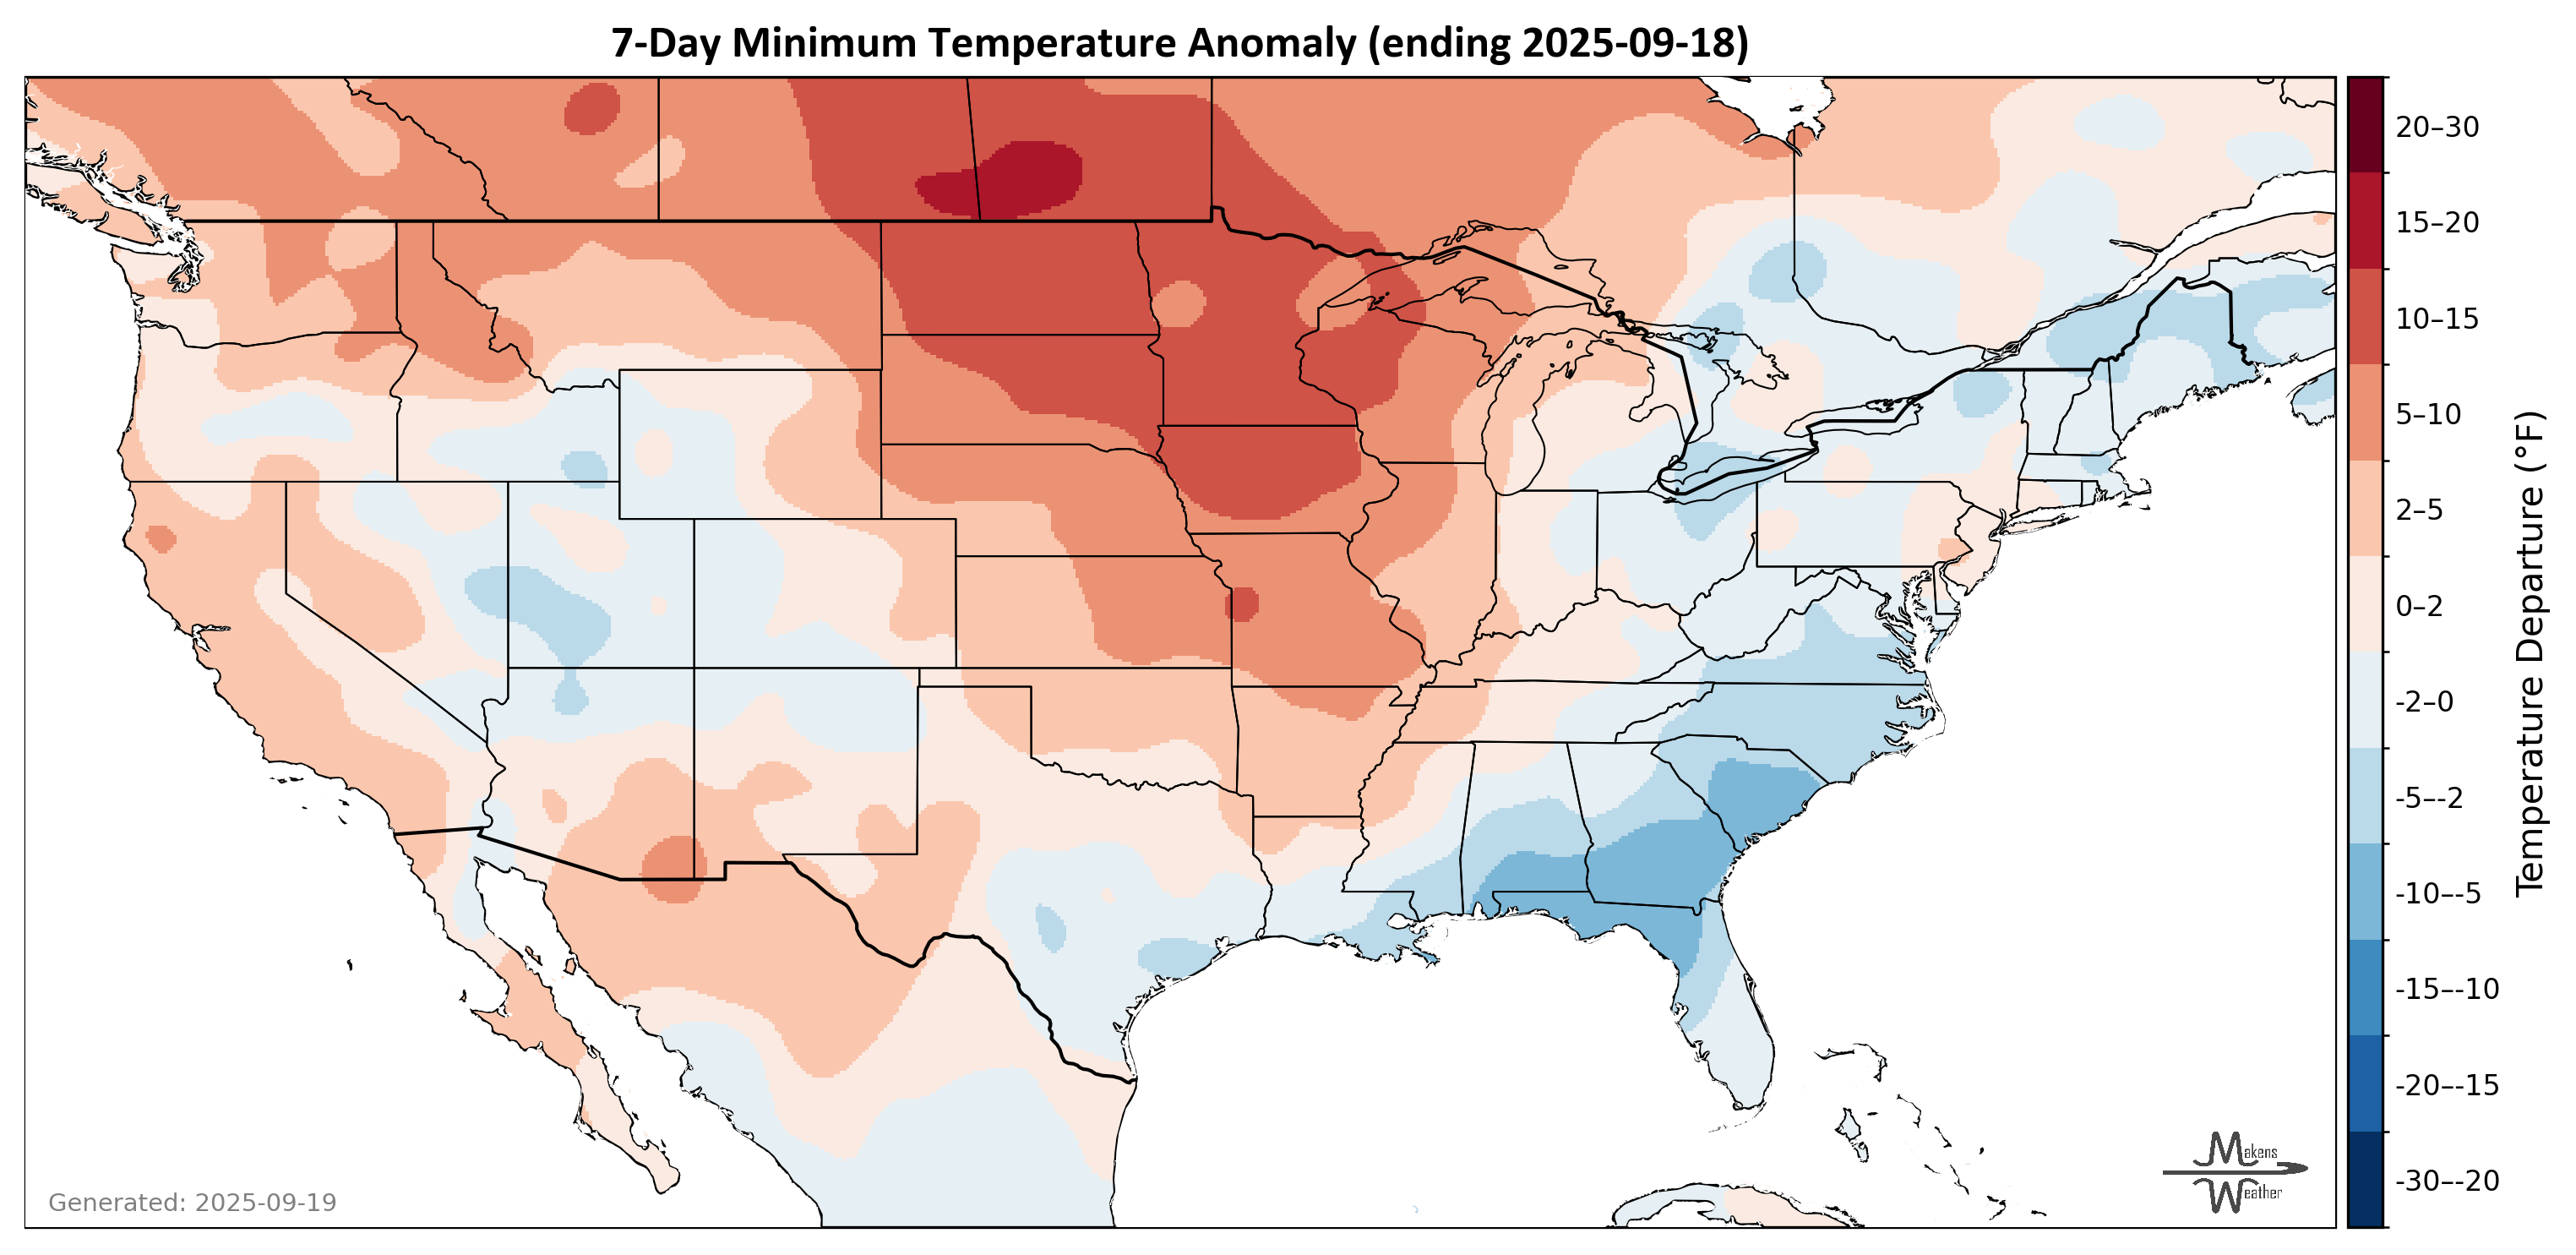 7-Day Minimum Temperature Anomaly (ending 2025-09-18)
20–30
15–20
10–15
5–10
2–5
0–2
-2–0
-5–-2
-10–-5
-15–-10
-20–-15
-30–-20
Temperature Departure (°F)
Makens
Weather
Generated: 2025-09-19